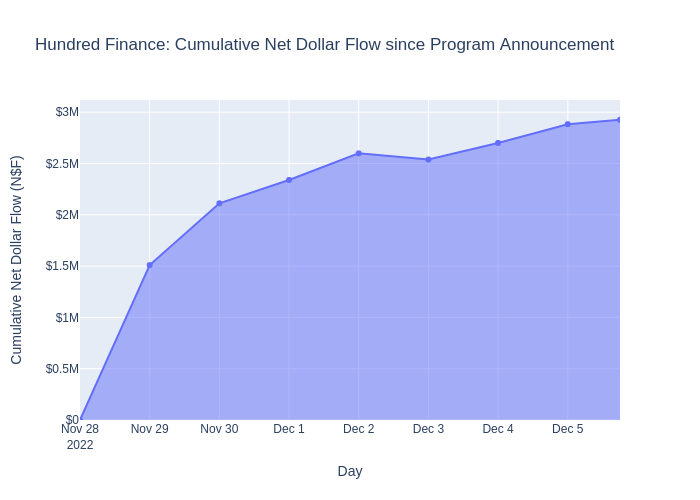 Hundred Finance: Cumulative Net Dollar Flow since Program Announcement
Cumulative Net Dollar Flow (N$F)
$3M
$2.5M
$2M
$1.5M
$1M
$0.5M
$0
Nov 28
2022
Nov 29
Nov 30
Dec 1
Dec 2
Dec 3
Dec 4
Dec 5
Day